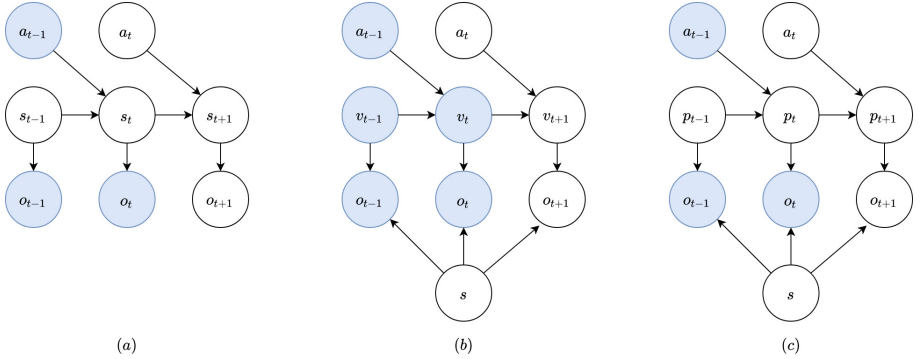 a_{t−1} a_t a_{t−1} a_t a_{t−1} a_t
s_{t−1} s_t s_{t+1} v_{t−1} v_t v_{t+1} p_{t−1} p_t p_{t+1}
o_{t−1} o_t o_{t+1} o_{t−1} o_t o_{t+1} o_{t−1} o_t o_{t+1}
s s
(a) (b) (c)